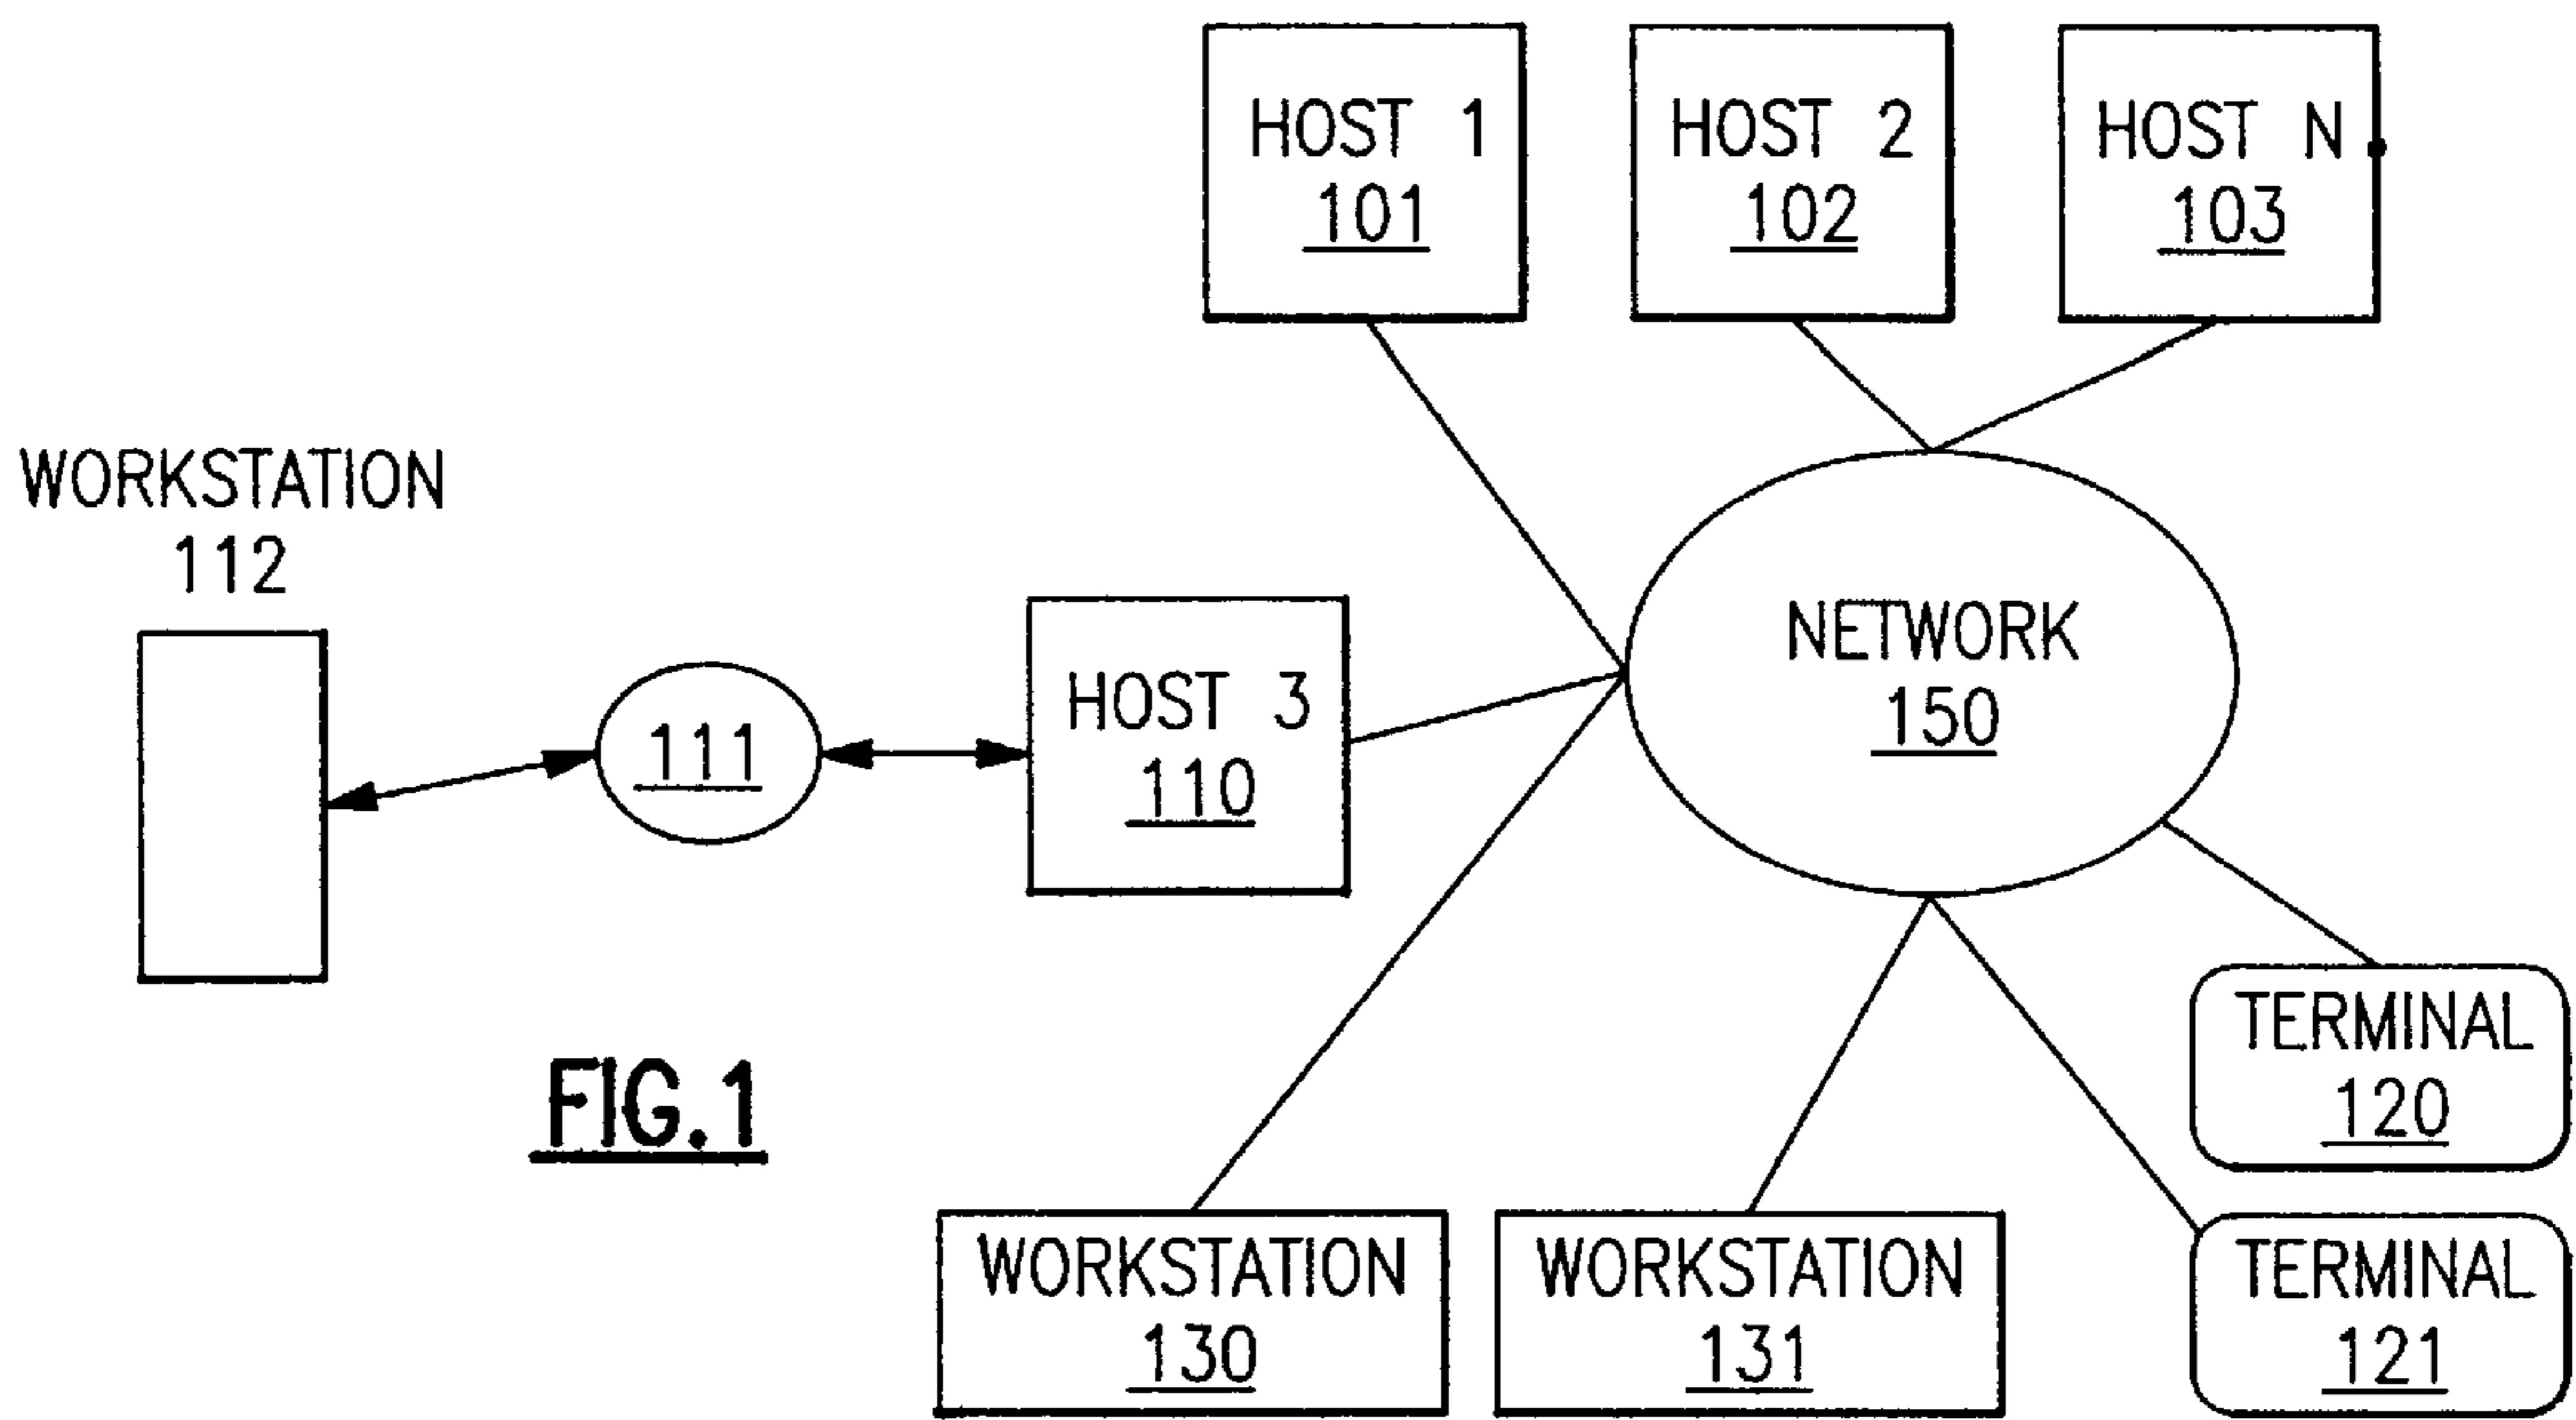 HOST 1
101
HOST 2
102
HOST N
103
WORKSTATION
112
111
HOST 3
110
NETWORK
150
FIG.1
TERMINAL
120
WORKSTATION
130
WORKSTATION
131
TERMINAL
121